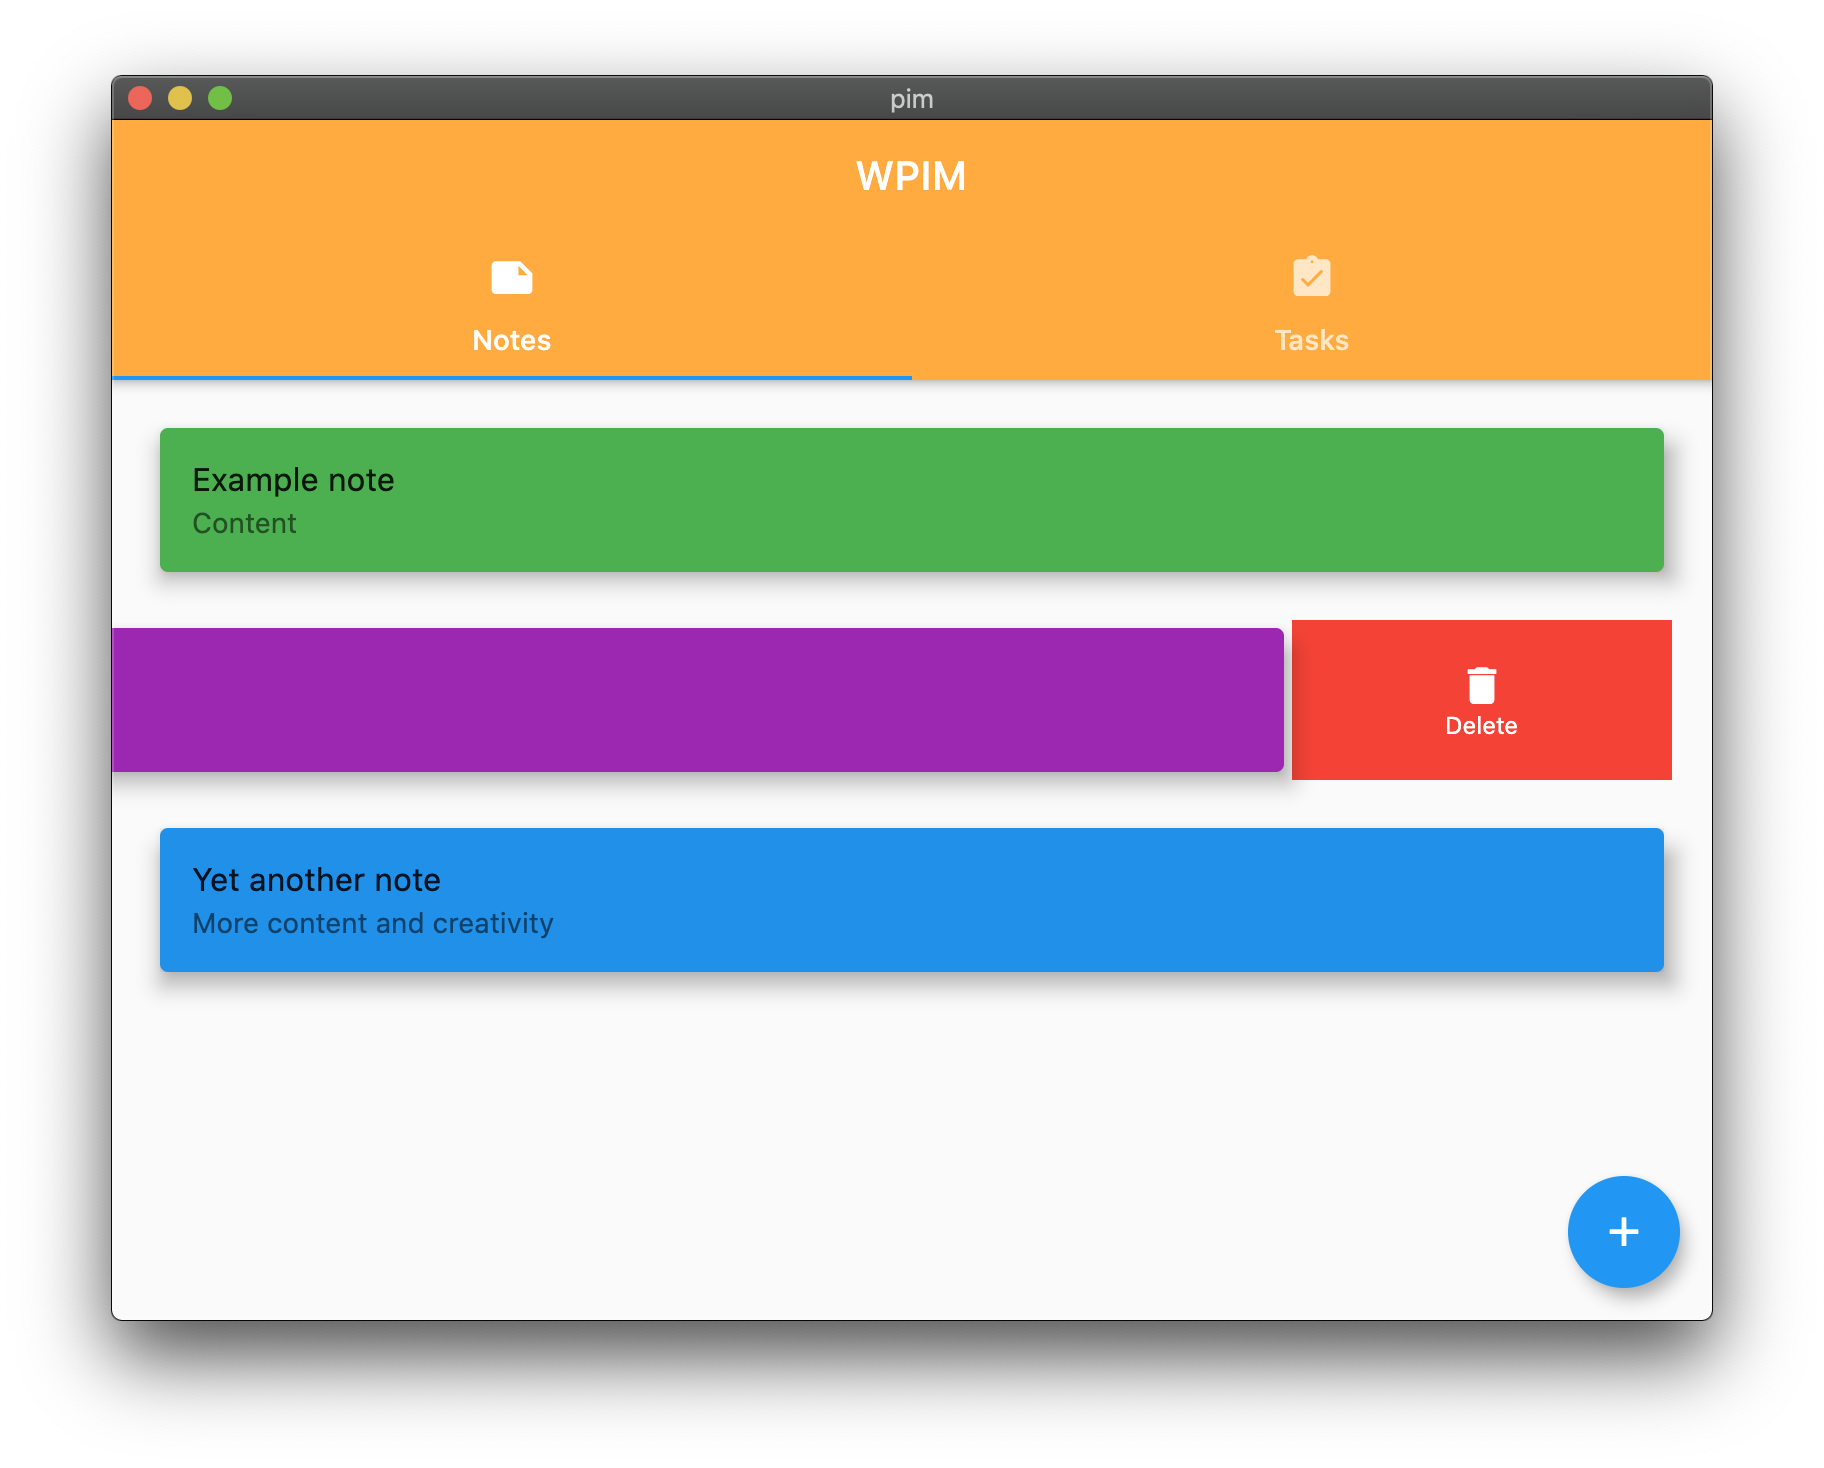 pim
WPIM
Notes
Tasks
Example note
Content
Delete
Yet another note
More content and creativity